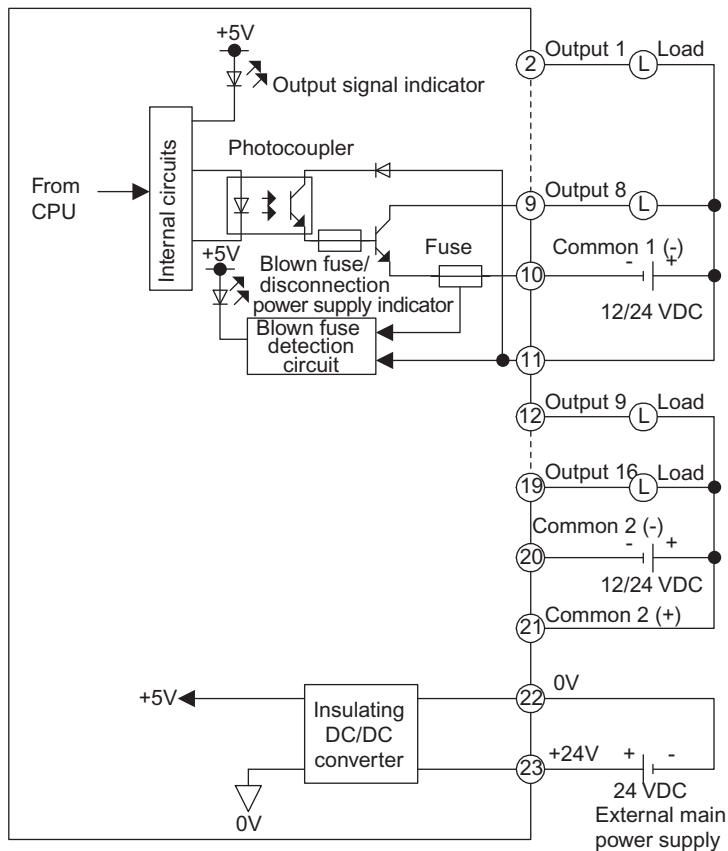 +5V
Output signal indicator
From
CPU
Internal circuits
Photocoupler
+5V
Blown fuse/
disconnection
power supply indicator
Fuse
Blown fuse
detection
circuit
2 Output 1 L Load
9 Output 8 L
10 Common 1 (-)
- +
12/24 VDC
11
12 Output 9 L Load
19 Output 16 L Load
Common 2 (-)
20 - +
12/24 VDC
21 Common 2 (+)
22 0V
+5V
Insulating
DC/DC
converter
23 +24V + -
24 VDC
0V
External main
power supply